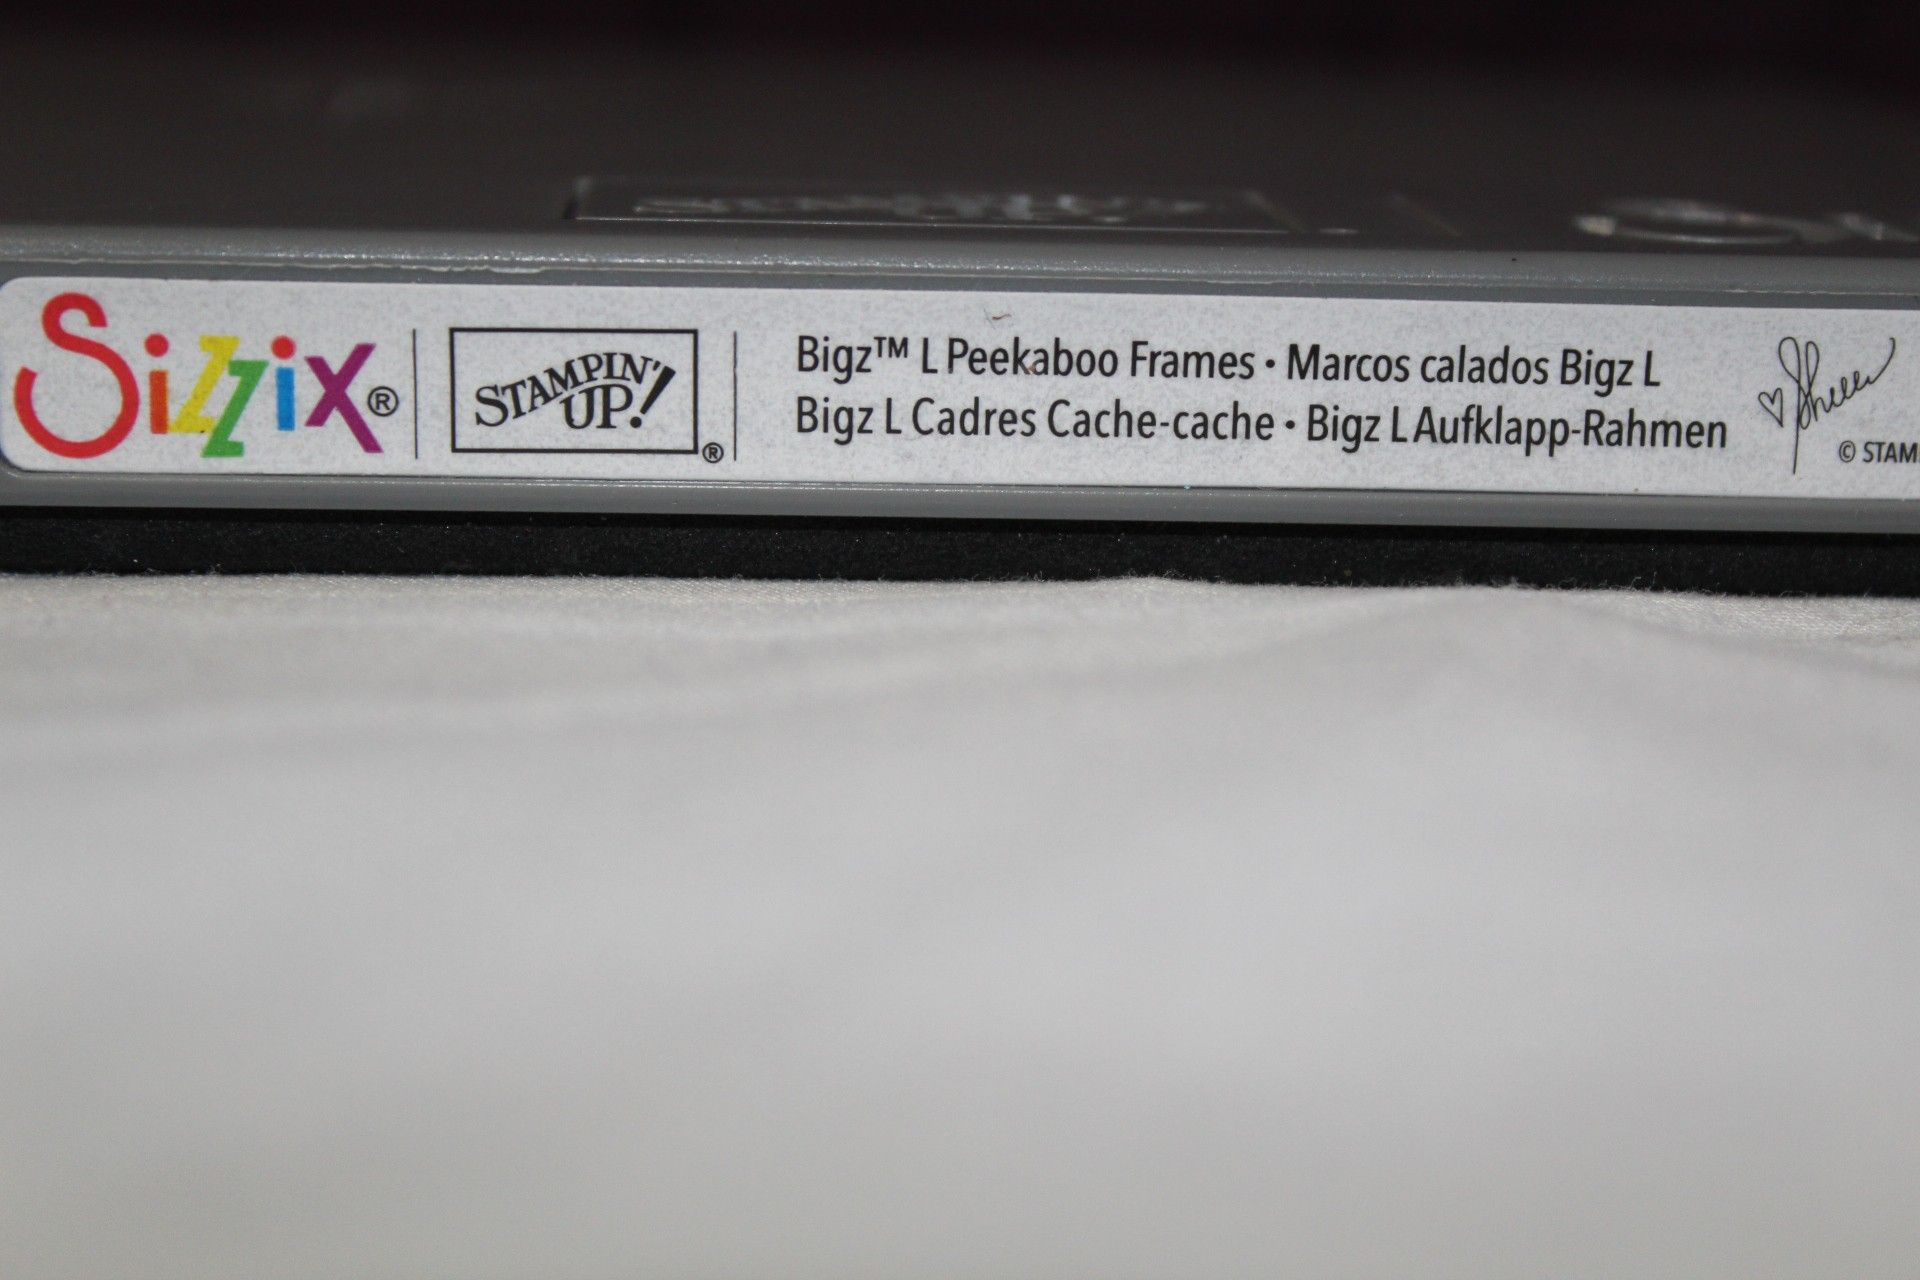 Sizzix®
STAMPIN'
UP!®
Bigz™ L Peekaboo Frames • Marcos calados Bigz L
Bigz L Cadres Cache-cache • Bigz L Aufklapp-Rahmen
©